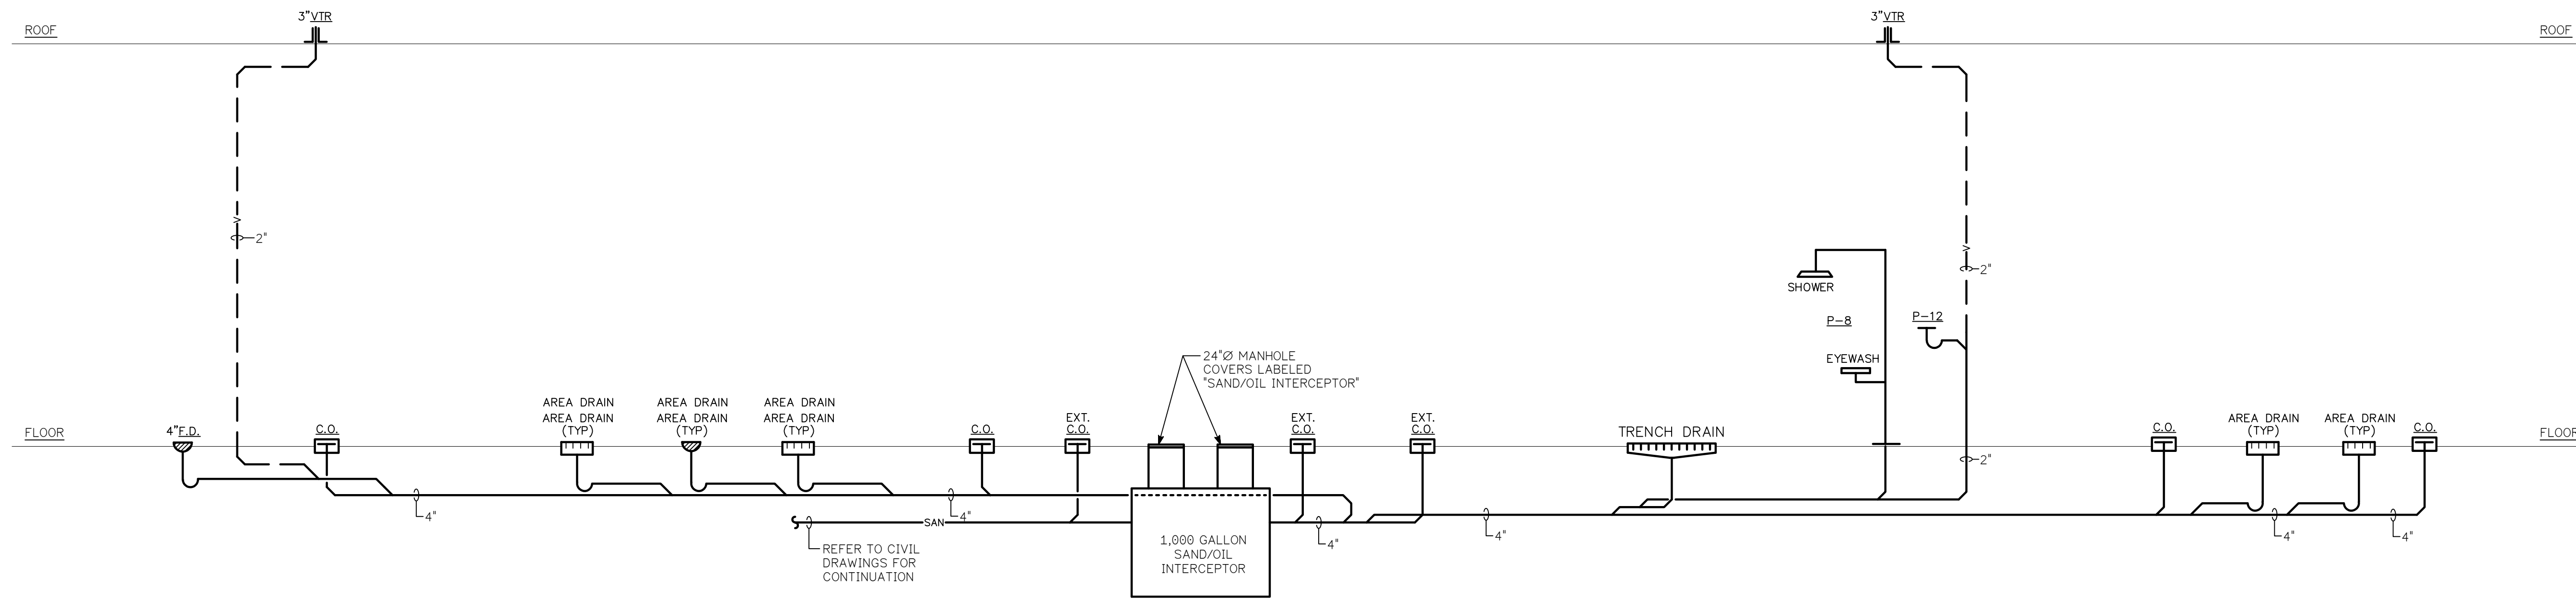 3"VTR
3"VTR
ROOF
ROOF
2"
2"
SHOWER
P-8
P-12
EYEWASH
24"Ø MANHOLE
COVERS LABELED
"SAND/OIL INTERCEPTOR"
AREA DRAIN
AREA DRAIN
(TYP)
AREA DRAIN
AREA DRAIN
(TYP)
AREA DRAIN
AREA DRAIN
(TYP)
FLOOR
4"F.D.
C.O.
C.O.
EXT.
C.O.
EXT.
C.O.
EXT.
C.O.
TRENCH DRAIN
C.O.
AREA DRAIN
(TYP)
AREA DRAIN
(TYP)
C.O.
FLOOR
2"
4"
4"
SAN
4"
4"
4"
4"
REFER TO CIVIL
DRAWINGS FOR
CONTINUATION
1,000 GALLON
SAND/OIL
INTERCEPTOR